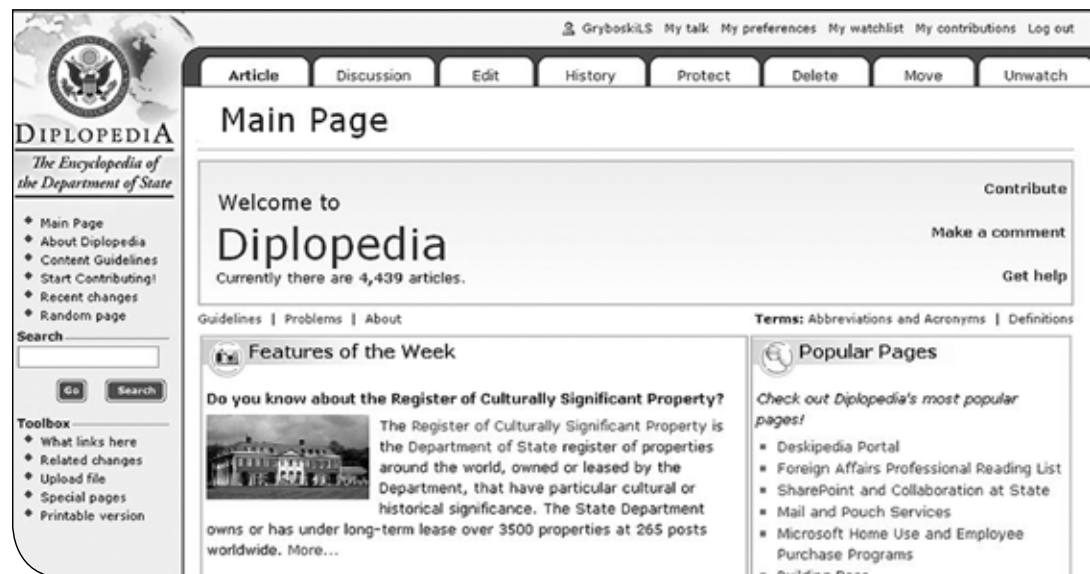 GryboskiLS My talk My preferences My watchlist My contributions Log out
Article Discussion Edit History Protect Delete Move Unwatch
DIPLOPEDIA
The Encyclopedia of
the Department of State
Main Page
About Diplopedia
Content Guidelines
Start Contributing!
Recent changes
Random page
Search
Go Search
Toolbox
What links here
Related changes
Upload file
Special pages
Printable version
Main Page
Welcome to
Diplopedia
Currently there are 4,439 articles.
Contribute
Make a comment
Get help
Guidelines | Problems | About
Terms: Abbreviations and Acronyms | Definitions
Features of the Week
Do you know about the Register of Culturally Significant Property?
The Register of Culturally Significant Property is
the Department of State register of properties
around the world, owned or leased by the
Department, that have particular cultural or
historical significance. The State Department
owns or has under long-term lease over 3500 properties at 265 posts
worldwide. More...
Popular Pages
Check out Diplopedia's most popular
pages!
Deskipedia Portal
Foreign Affairs Professional Reading List
SharePoint and Collaboration at State
Mail and Pouch Services
Microsoft Home Use and Employee
Purchase Programs